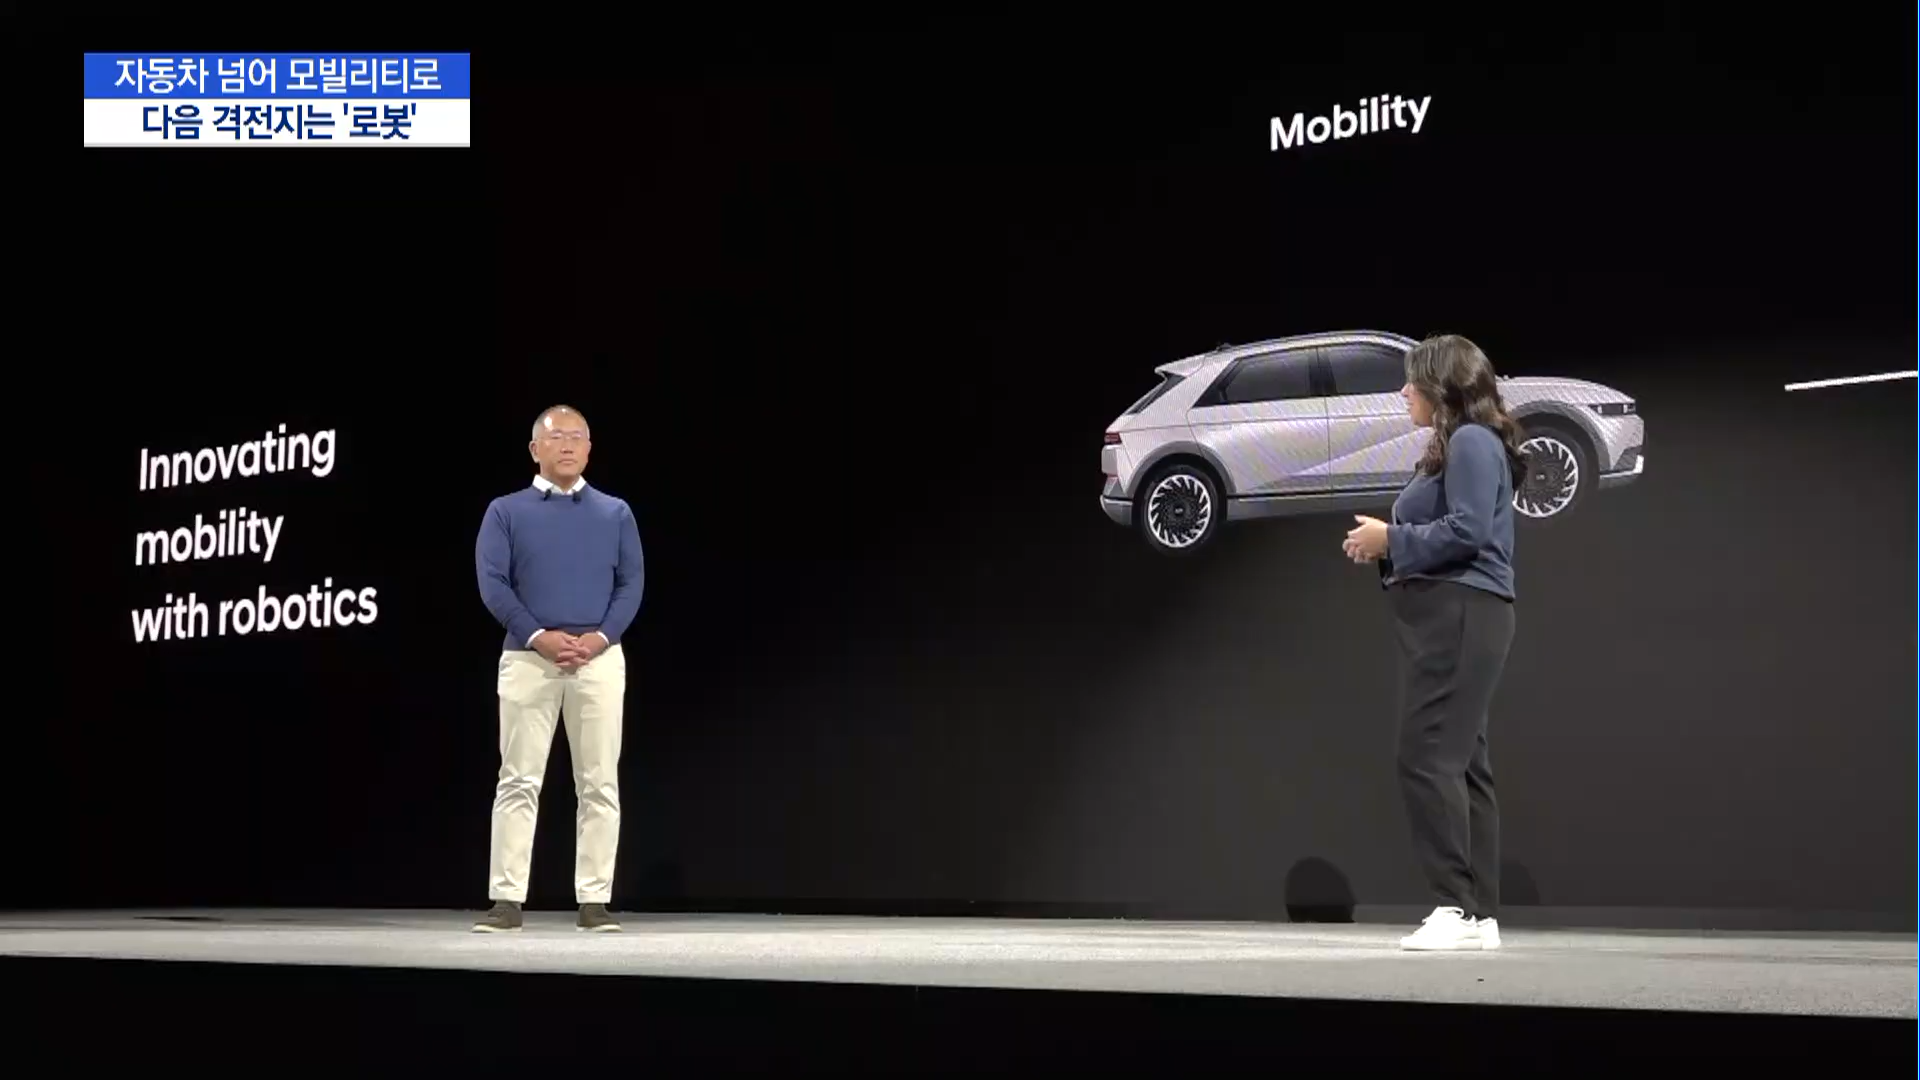 자동차 넘어 모빌리티로
다음 격전지는 '로봇'
Mobility
Innovating
mobility
with robotics